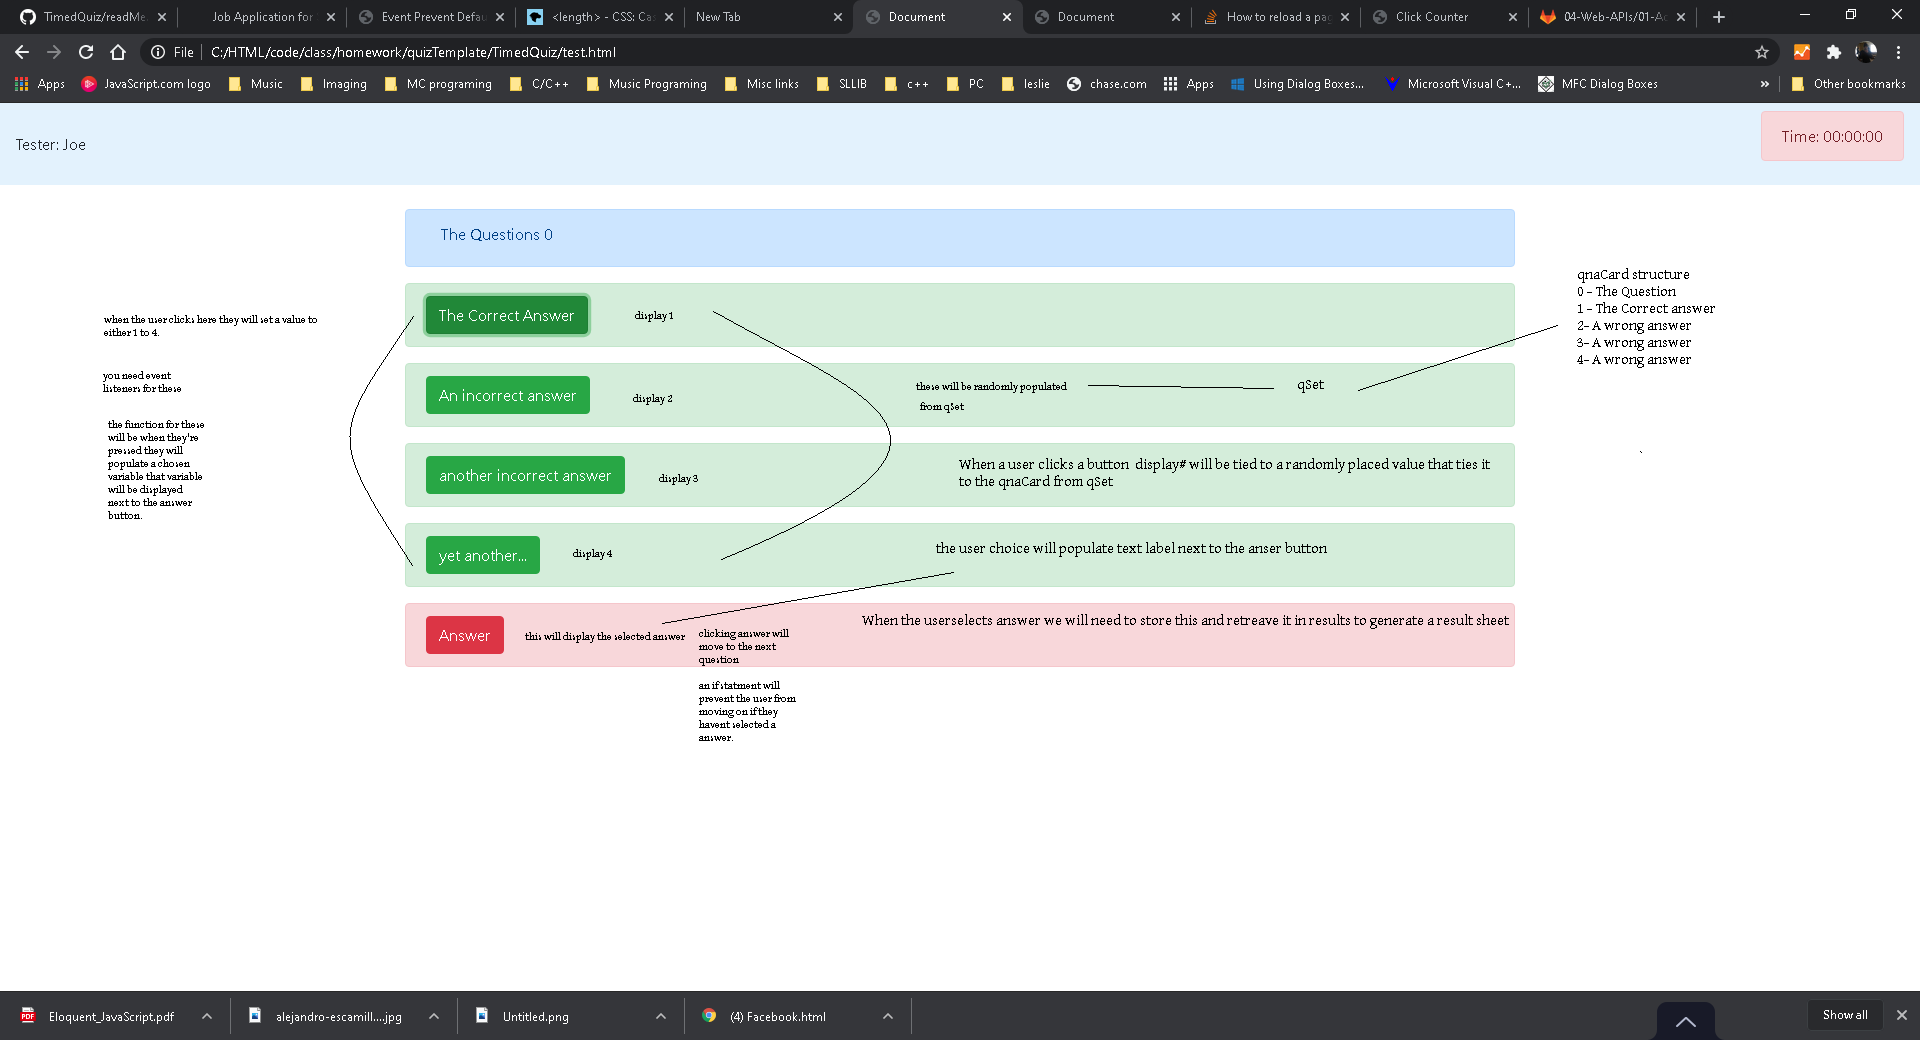 TimedQuiz/readMe.
Job Application for
Event Prevent Defau
<length> - CSS: Cas
New Tab
Document
Document
How to reload a pag
Click Counter
04-Web-APIs/01-Ac
File
C:/HTML/code/class/homework/quizTemplate/TimedQuiz/test.html
Apps
JavaScript.com logo
Music
Imaging
MC programing
C/C++
Music Programing
Misc links
SLLIB
c++
PC
leslie
chase.com
Apps
Using Dialog Boxes...
Microsoft Visual C+...
MFC Dialog Boxes
»
Other bookmarks
Tester: Joe
Time: 00:00:00
The Questions 0
qnaCard structure
0 - The Question
1 - The Correct answer
2- A wrong answer
3- A wrong answer
4- A wrong answer
when the user clicks here they will set a value to
either 1 to 4.
you need event
listeners for these
the function for these
will be when they're
pressed they will
populate a chosen
variable that variable
will be displayed
next to the answer
button.
The Correct Answer
display 1
An incorrect answer
display 2
these will be randomly populated
from qSet
qSet
another incorrect answer
display 3
When a user clicks a button display# will be tied to a randomly placed value that ties it
to the qnaCard from qSet
yet another...
display 4
the user choice will populate text label next to the anser button
Answer
this will display the selected answer
clicking answer will
move to the next
question
When the userselects answer we will need to store this and retreave it in results to generate a result sheet
an if statment will
prevent the user from
moving on if they
havent selected a
answer.
Eloquent_JavaScript.pdf
alejandro-escamill....jpg
Untitled.png
(4) Facebook.html
Show all